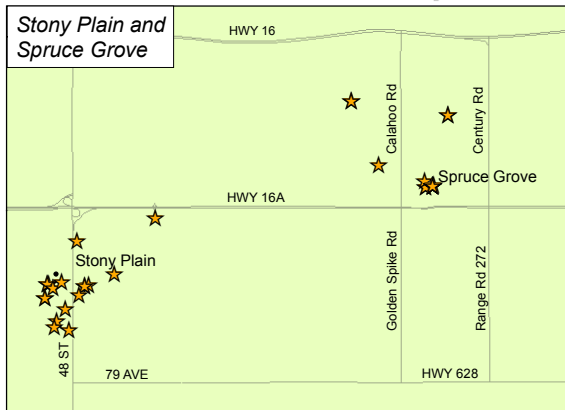 Stony Plain and
Spruce Grove
HWY 16
Calahoo Rd
Century Rd
Spruce Grove
HWY 16A
Golden Spike Rd
Range Rd 272
Stony Plain
48 ST
79 AVE
HWY 628